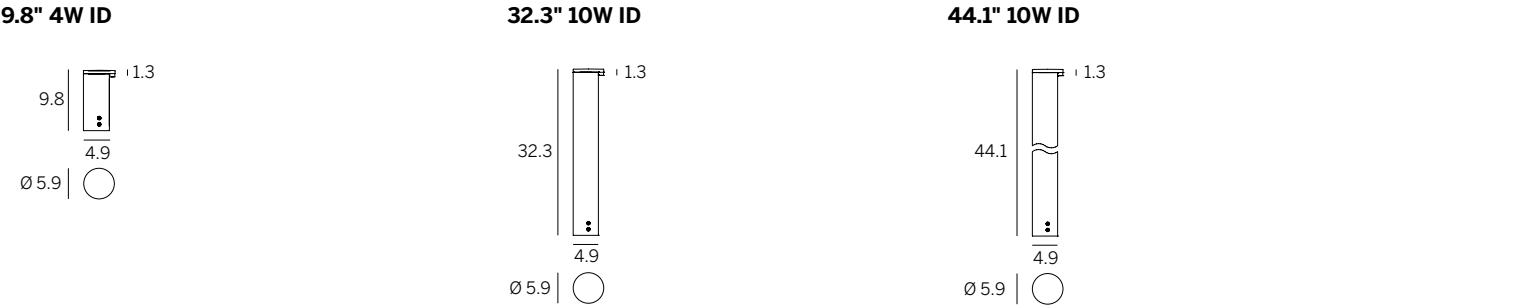 9.8" 4W ID
1.3
9.8
4.9
Ø 5.9
32.3" 10W ID
1.3
32.3
4.9
Ø 5.9
44.1" 10W ID
1.3
44.1
4.9
Ø 5.9